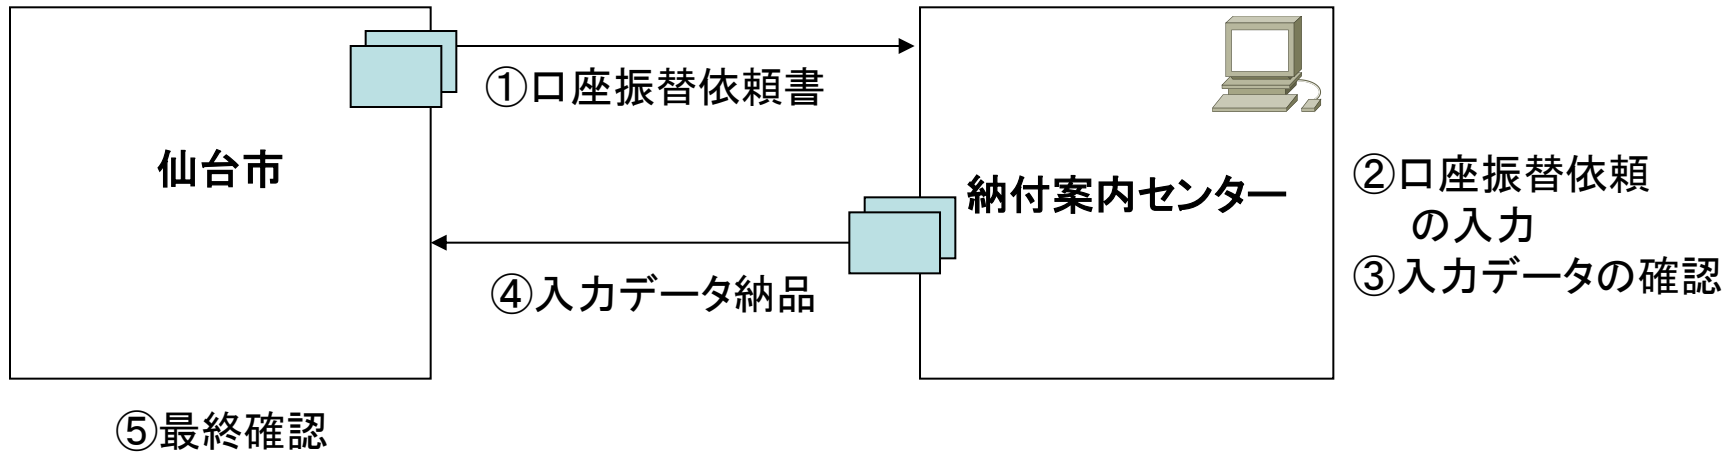 ①口座振替依頼書
仙台市
納付案内センター
②口座振替依頼
の入力
③入力データの確認
④入力データ納品
⑤最終確認